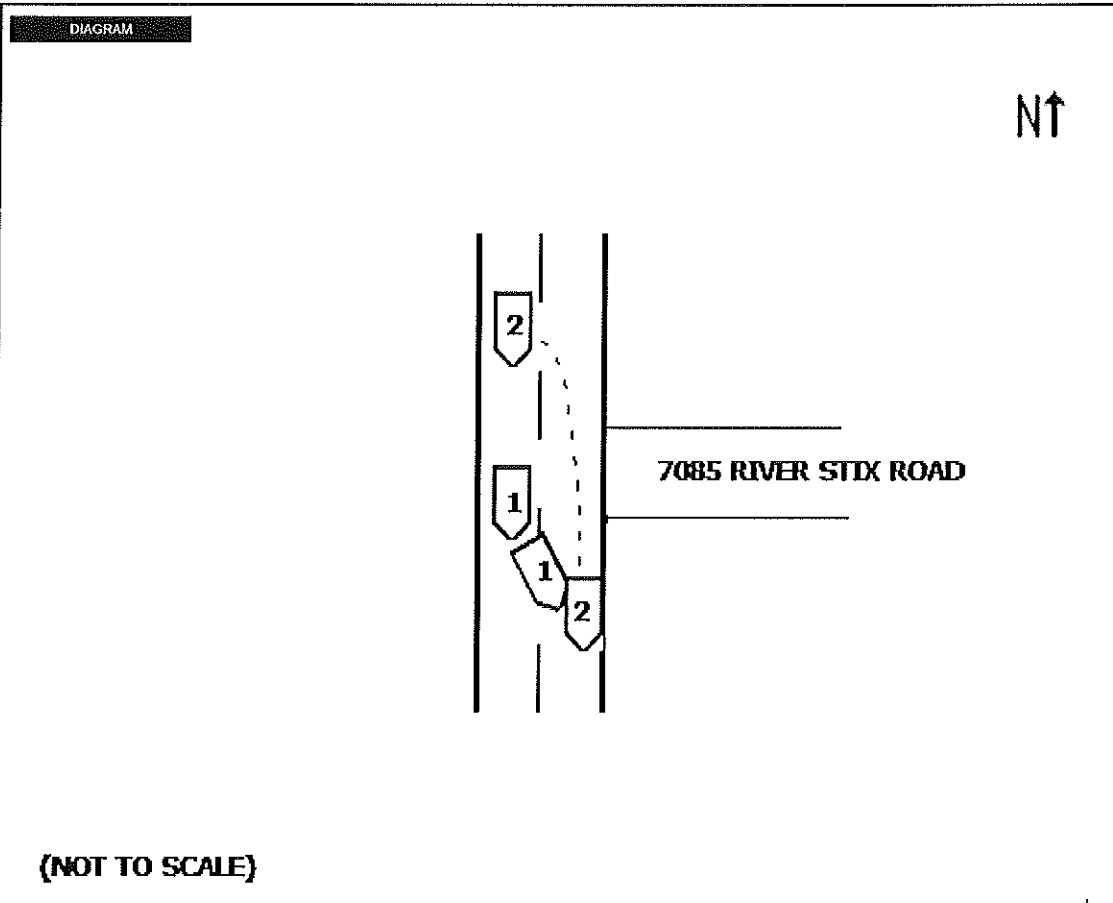 DIAGRAM
N↑
2
1
7085 RIVER STIX ROAD
1
2
(NOT TO SCALE)